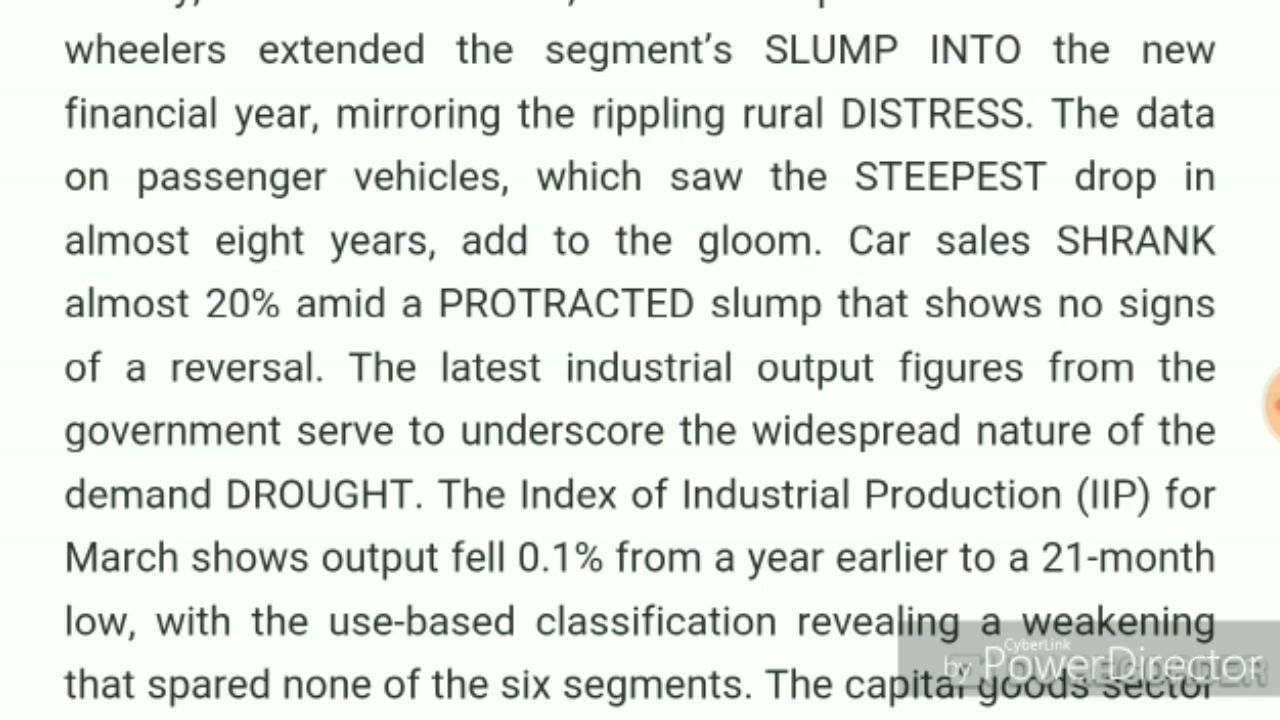 wheelers extended the segment’s SLUMP INTO the new
financial year, mirroring the rippling rural DISTRESS. The data
on passenger vehicles, which saw the STEEPEST drop in
almost eight years, add to the gloom. Car sales SHRANK
almost 20% amid a PROTRACTED slump that shows no signs
of a reversal. The latest industrial output figures from the
government serve to underscore the widespread nature of the
demand DROUGHT. The Index of Industrial Production (IIP) for
March shows output fell 0.1% from a year earlier to a 21-month
low, with the use-based classification revealing a weakening
that spared none of the six segments. The capital goods sector
CyberLink
by PowerDirector